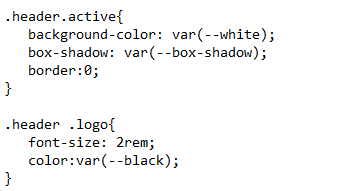 .header.active{
    background-color: var(--white);
    box-shadow: var(--box-shadow);
    border:0;
}

.header .logo{
    font-size: 2rem;
    color:var(--black);
}